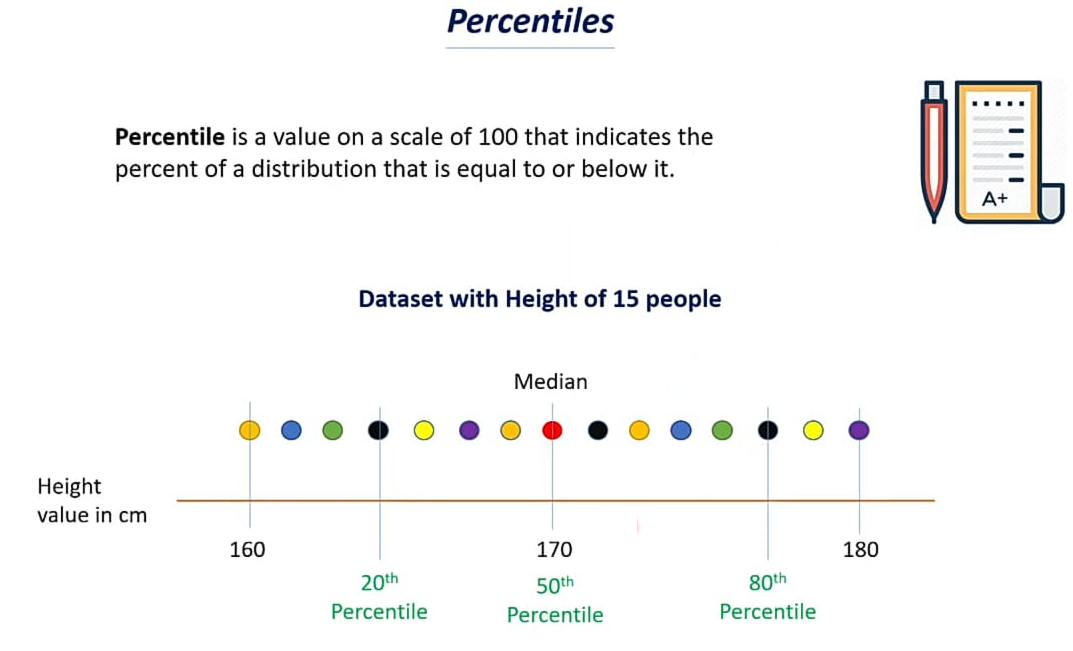 Percentiles
Percentile is a value on a scale of 100 that indicates the
percent of a distribution that is equal to or below it.
A+
Dataset with Height of 15 people
Median
Height
value in cm
160
170
180
20th
Percentile
50th
Percentile
80th
Percentile